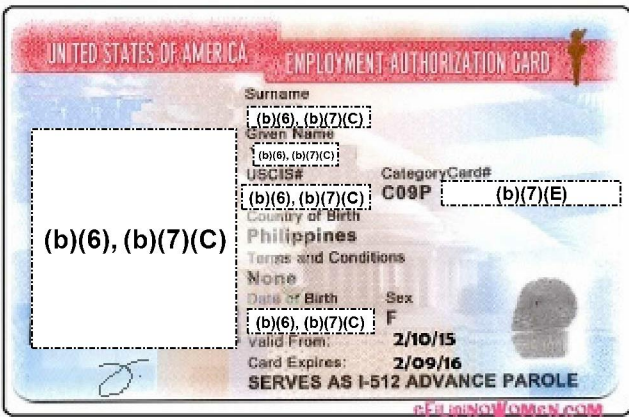 UNITED STATES OF AMERICA EMPLOYMENT AUTHORIZATION CARD
Surname
(b)(6), (b)(7)(C)
Given Name
(b)(6), (b)(7)(C)
USCIS# Category Card#
(b)(6), (b)(7)(C) C09P (b)(7)(E)
(b)(6), (b)(7)(C)
Country of Birth
Philippines
Terms and Conditions
None
Date of Birth Sex
(b)(6), (b)(7)(C) F
Valid From: 2/10/15
Card Expires: 2/09/16
SERVES AS I-512 ADVANCE PAROLE